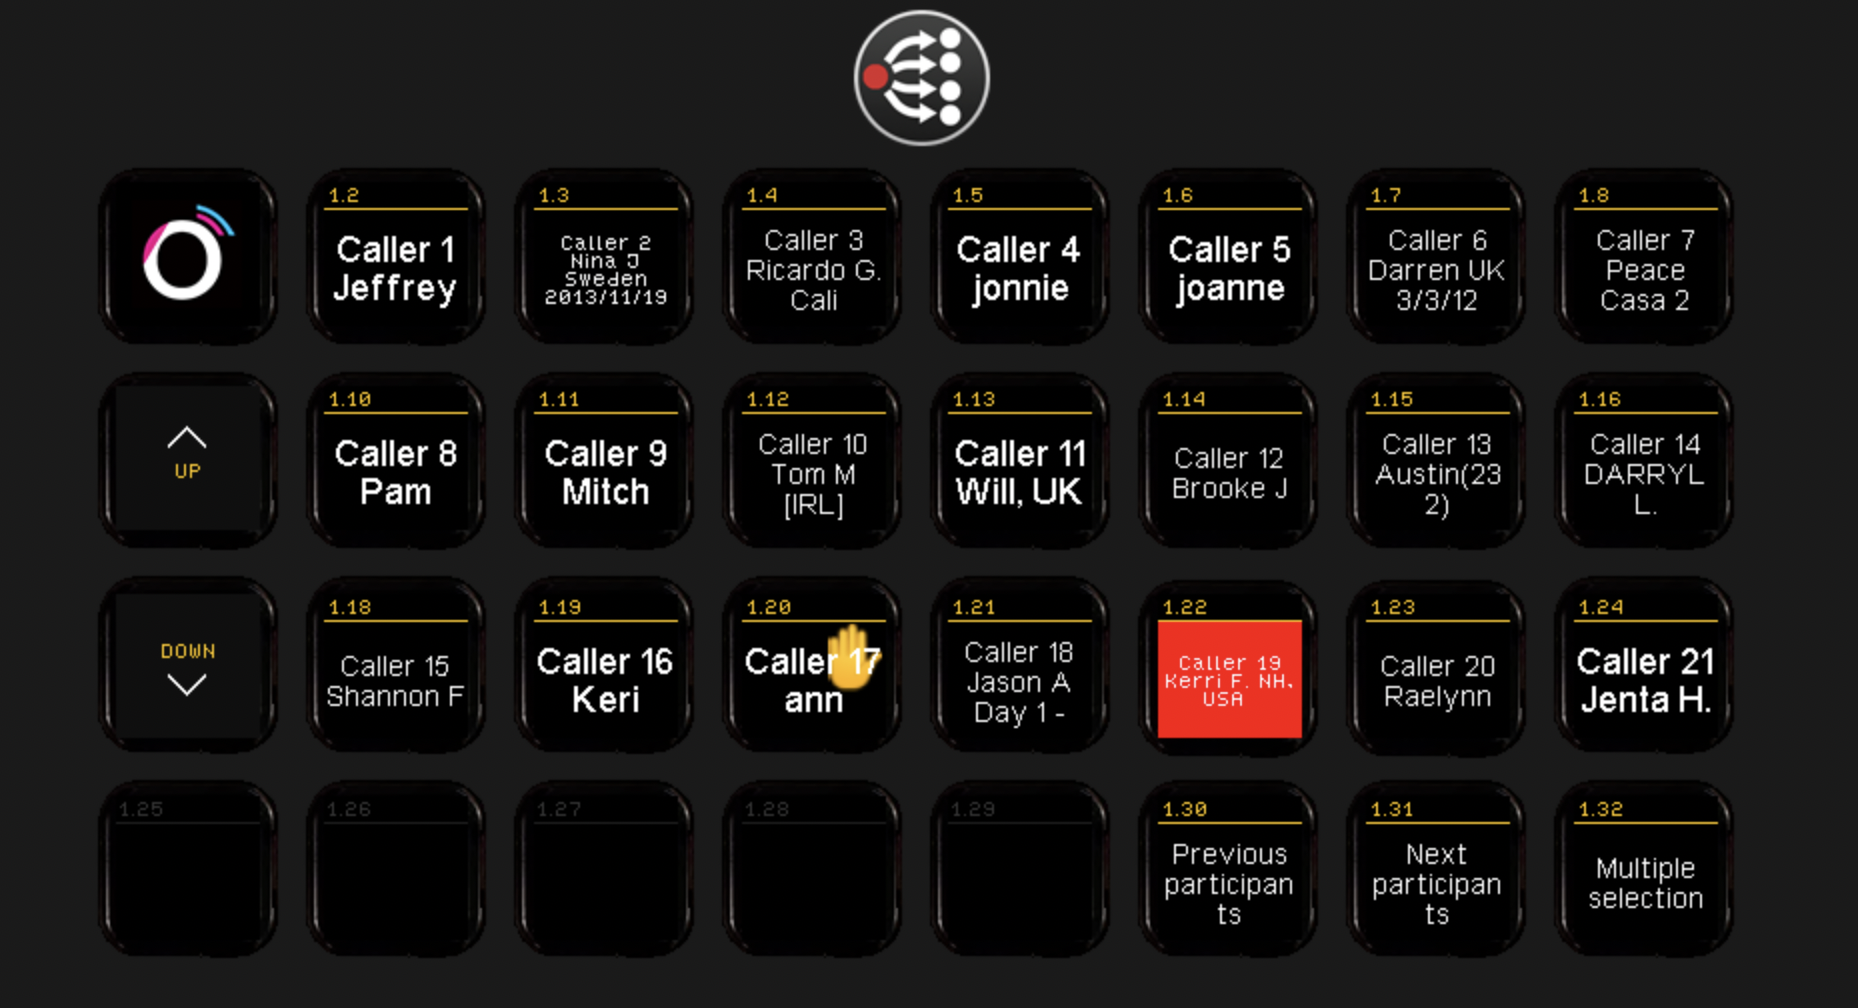 1.2
Caller 1
Jeffrey
1.3
Caller 2
Nina J
Sweden
2013/11/19
1.4
Caller 3
Ricardo G.
Cali
1.5
Caller 4
jonnie
1.6
Caller 5
joanne
1.7
Caller 6
Darren UK
3/3/12
1.8
Caller 7
Peace
Casa 2
UP
1.10
Caller 8
Pam
1.11
Caller 9
Mitch
1.12
Caller 10
Tom M
[IRL]
1.13
Caller 11
Will, UK
1.14
Caller 12
Brooke J
1.15
Caller 13
Austin(23
2)
1.16
Caller 14
DARRYL
L.
DOWN
1.18
Caller 15
Shannon F
1.19
Caller 16
Keri
1.20
Caller 17
ann
1.21
Caller 18
Jason A
Day 1 -
1.22
Caller 19
Kerri F. NH,
USA
1.23
Caller 20
Raelynn
1.24
Caller 21
Jenta H.
1.25
1.26
1.27
1.28
1.29
1.30
Previous
participan
ts
1.31
Next
participan
ts
1.32
Multiple
selection